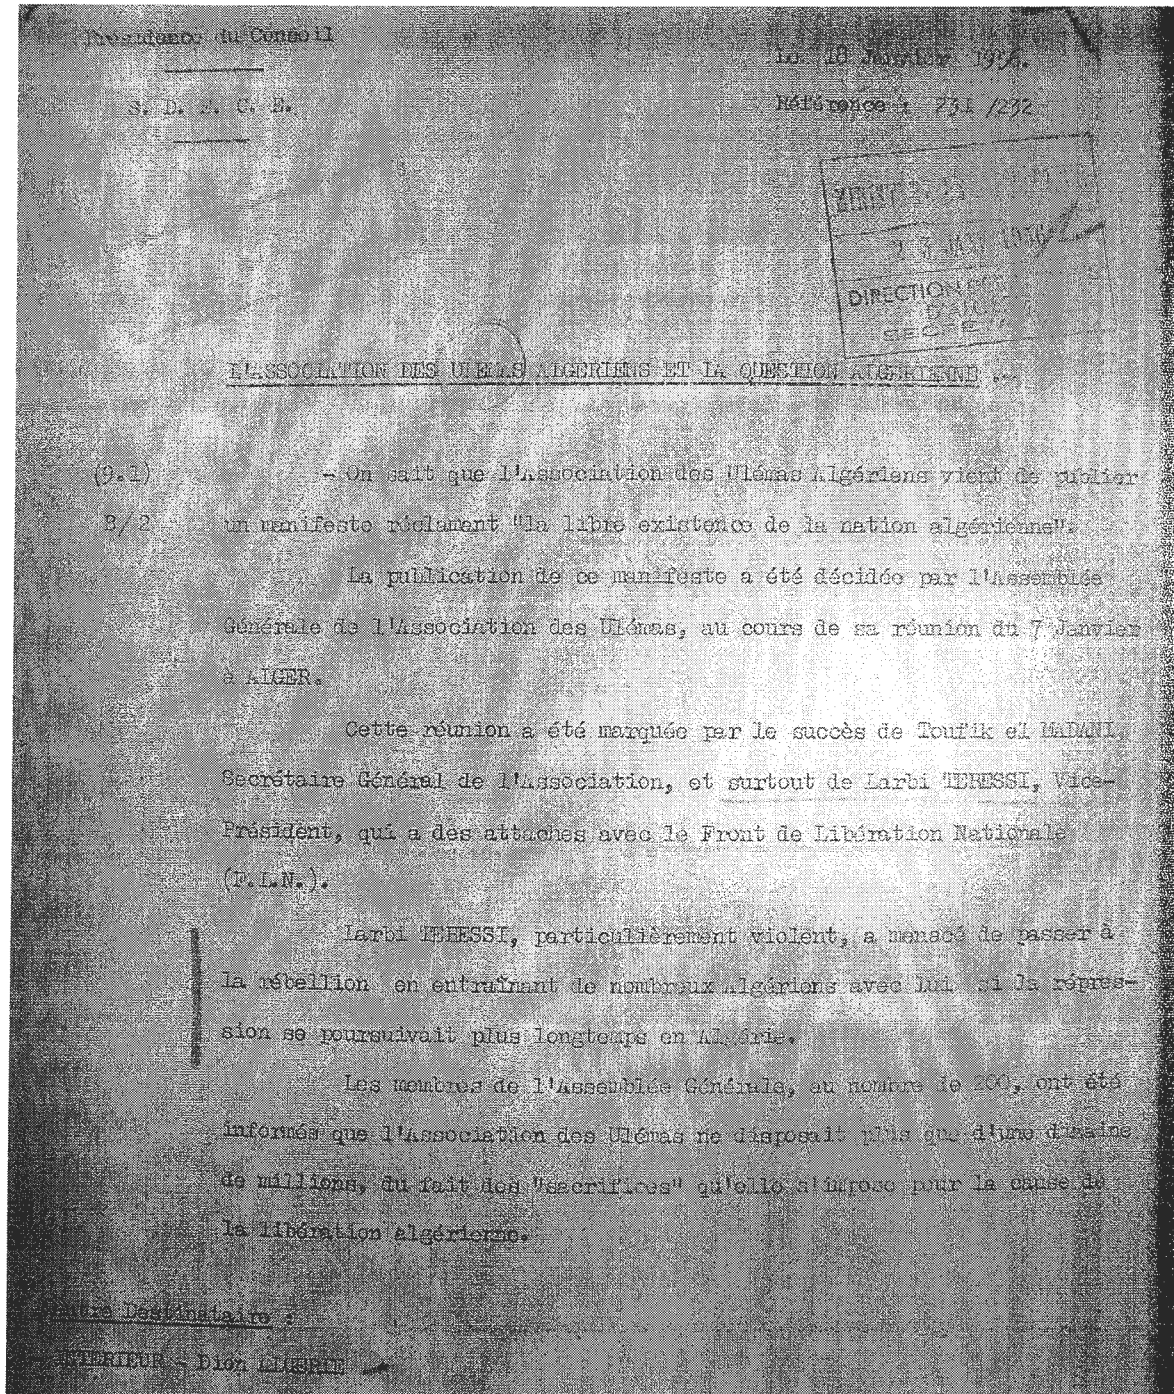 Présidence du Conseil
Le 18 Janvier 1956.
S. D. E. C. E.
Référence : 231 /232
23 JAN 1956
DIRECTION
L'ASSOCIATION DES ULEMAS ALGERIENS ET LA QUESTION ALGERIENNE .-
(9.1)
B/2
- On sait que l'Association des Ulémas Algériens vient de publier
un manifeste réclamant "la libre existence de la nation algérienne".
La publication de ce manifeste a été décidée par l'Assemblée
Générale de l'Association des Ulémas, au cours de sa réunion du 7 Janvier
à ALGER.
Cette réunion a été marquée par le succès de Toufik el MADANI,
Secrétaire Général de l'Association, et surtout de Larbi TEBESSI, Vice-
Président, qui a des attaches avec le Front de Libération Nationale
(F.L.N.).
Larbi TEBESSI, particulièrement violent, a menacé de passer à
la rébellion en entraînant de nombreux Algériens avec lui si la répres-
sion se poursuivait plus longtemps en Algérie.
Les membres de l'Assemblée Générale, au nombre de 200, ont été
informés que l'Association des Ulémas ne disposait plus que d'une dizaine
de millions, du fait des "sacrifices" qu'elle s'impose pour la cause de
la libération algérienne.
Autre Destinataire :
INTERIEUR - Dion ALGERIE